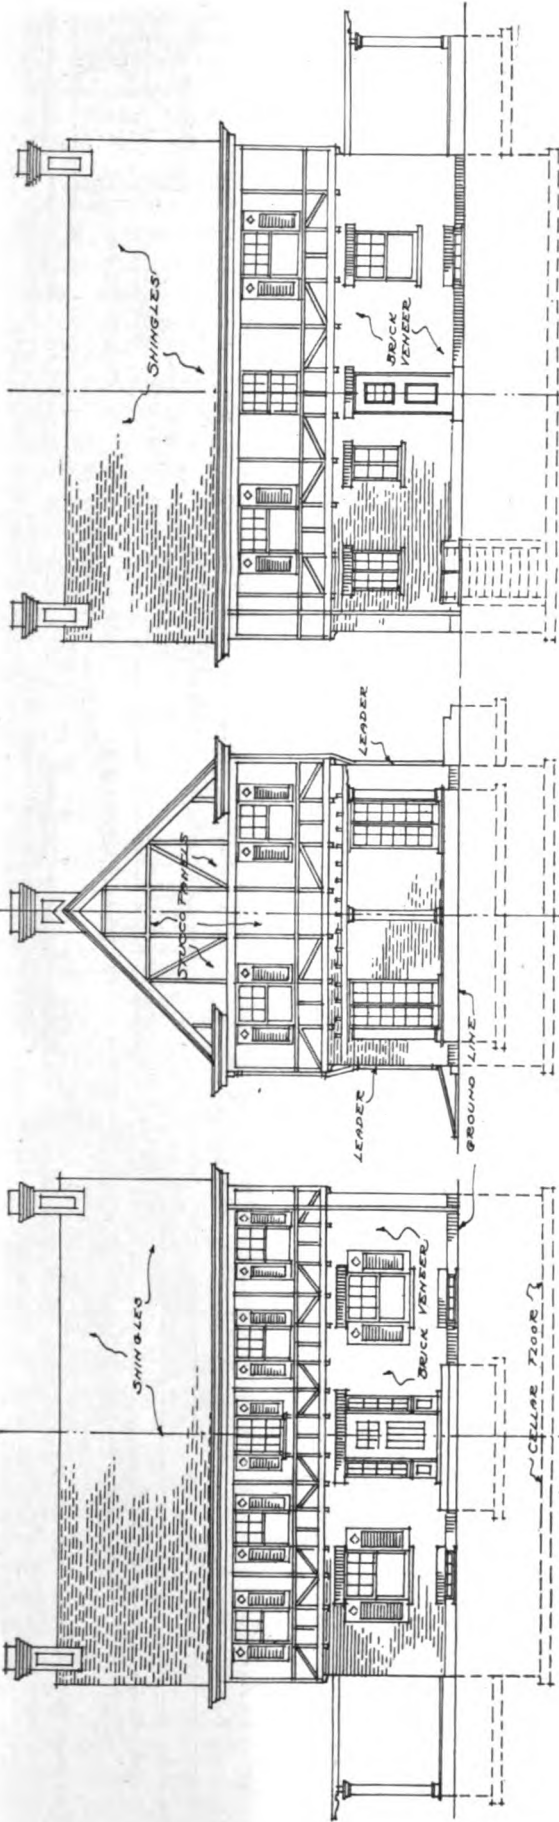 SHINGLES
BRICK VENEER
CELLAR FLOOR
GROUND LINE
LEADER
STUCCO PANELS
LEADER
SHINGLES
BRICK
VENEER